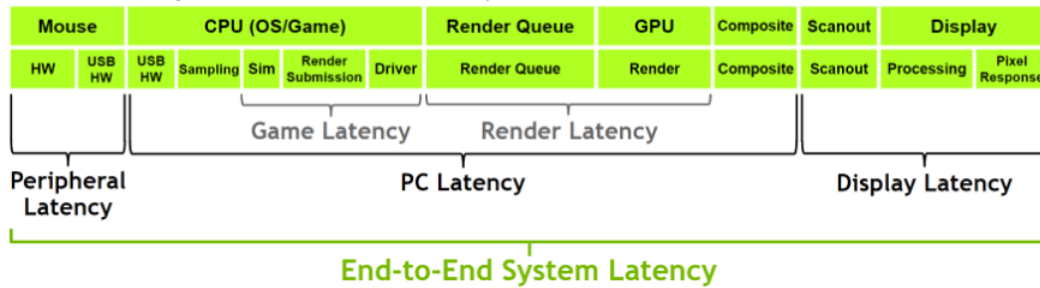 Mouse CPU (OS/Game) Render Queue GPU Composite Scanout Display
HW USB HW USB HW Sampling Sim Render Submission Driver Render Queue Render Composite Scanout Processing Pixel Response
Game Latency Render Latency
Peripheral Latency PC Latency Display Latency
End-to-End System Latency